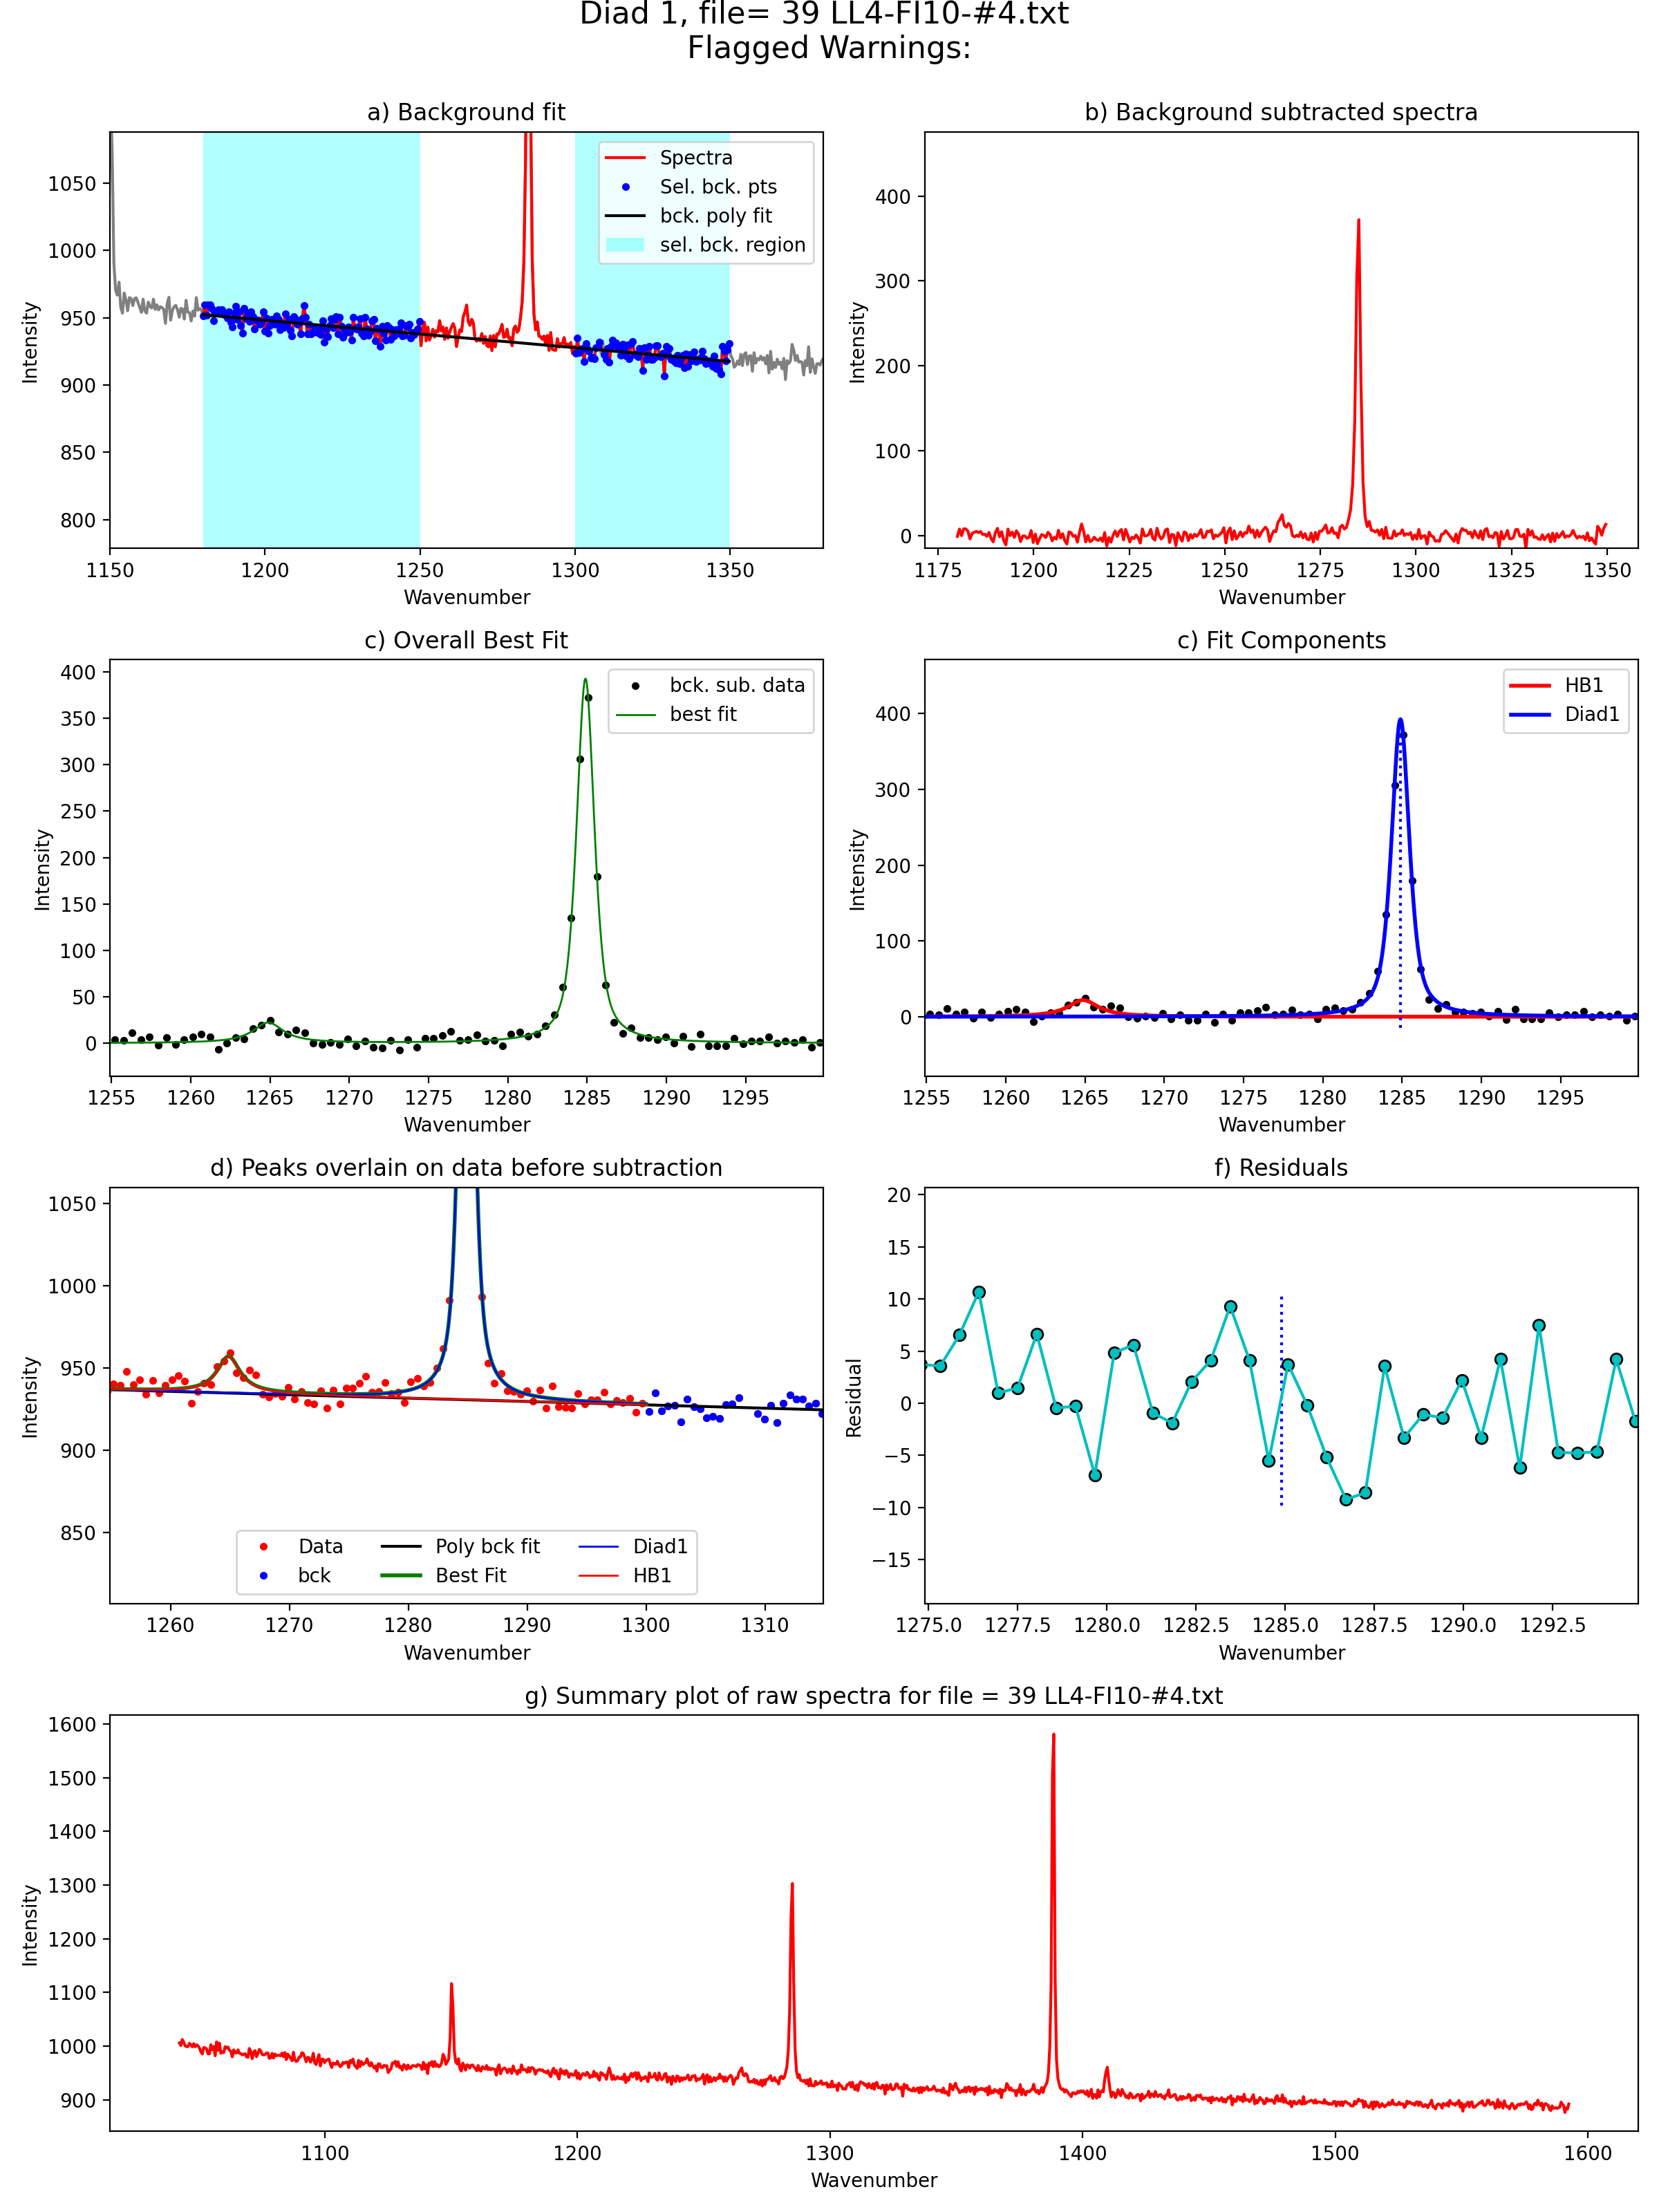 Diad 1, file= 39 LL4-FI10-#4.txt
Flagged Warnings:
a) Background fit
Intensity
1050
1000
950
900
850
800
Spectra
Sel. bck. pts
bck. poly fit
sel. bck. region
1150 1200 1250 1300 1350
Wavenumber
b) Background subtracted spectra
Intensity
400
300
200
100
0
1175 1200 1225 1250 1275 1300 1325 1350
Wavenumber
c) Overall Best Fit
Intensity
400
350
300
250
200
150
100
50
0
bck. sub. data
best fit
1255 1260 1265 1270 1275 1280 1285 1290 1295
Wavenumber
c) Fit Components
Intensity
400
300
200
100
0
HB1
Diad1
1255 1260 1265 1270 1275 1280 1285 1290 1295
Wavenumber
d) Peaks overlain on data before subtraction
Intensity
1050
1000
950
900
850
Data Poly bck fit Diad1
bck Best Fit HB1
1260 1270 1280 1290 1300 1310
Wavenumber
f) Residuals
Residual
20
15
10
5
0
−5
−10
−15
1275.0 1277.5 1280.0 1282.5 1285.0 1287.5 1290.0 1292.5
Wavenumber
g) Summary plot of raw spectra for file = 39 LL4-FI10-#4.txt
Intensity
1600
1500
1400
1300
1200
1100
1000
900
1100 1200 1300 1400 1500 1600
Wavenumber